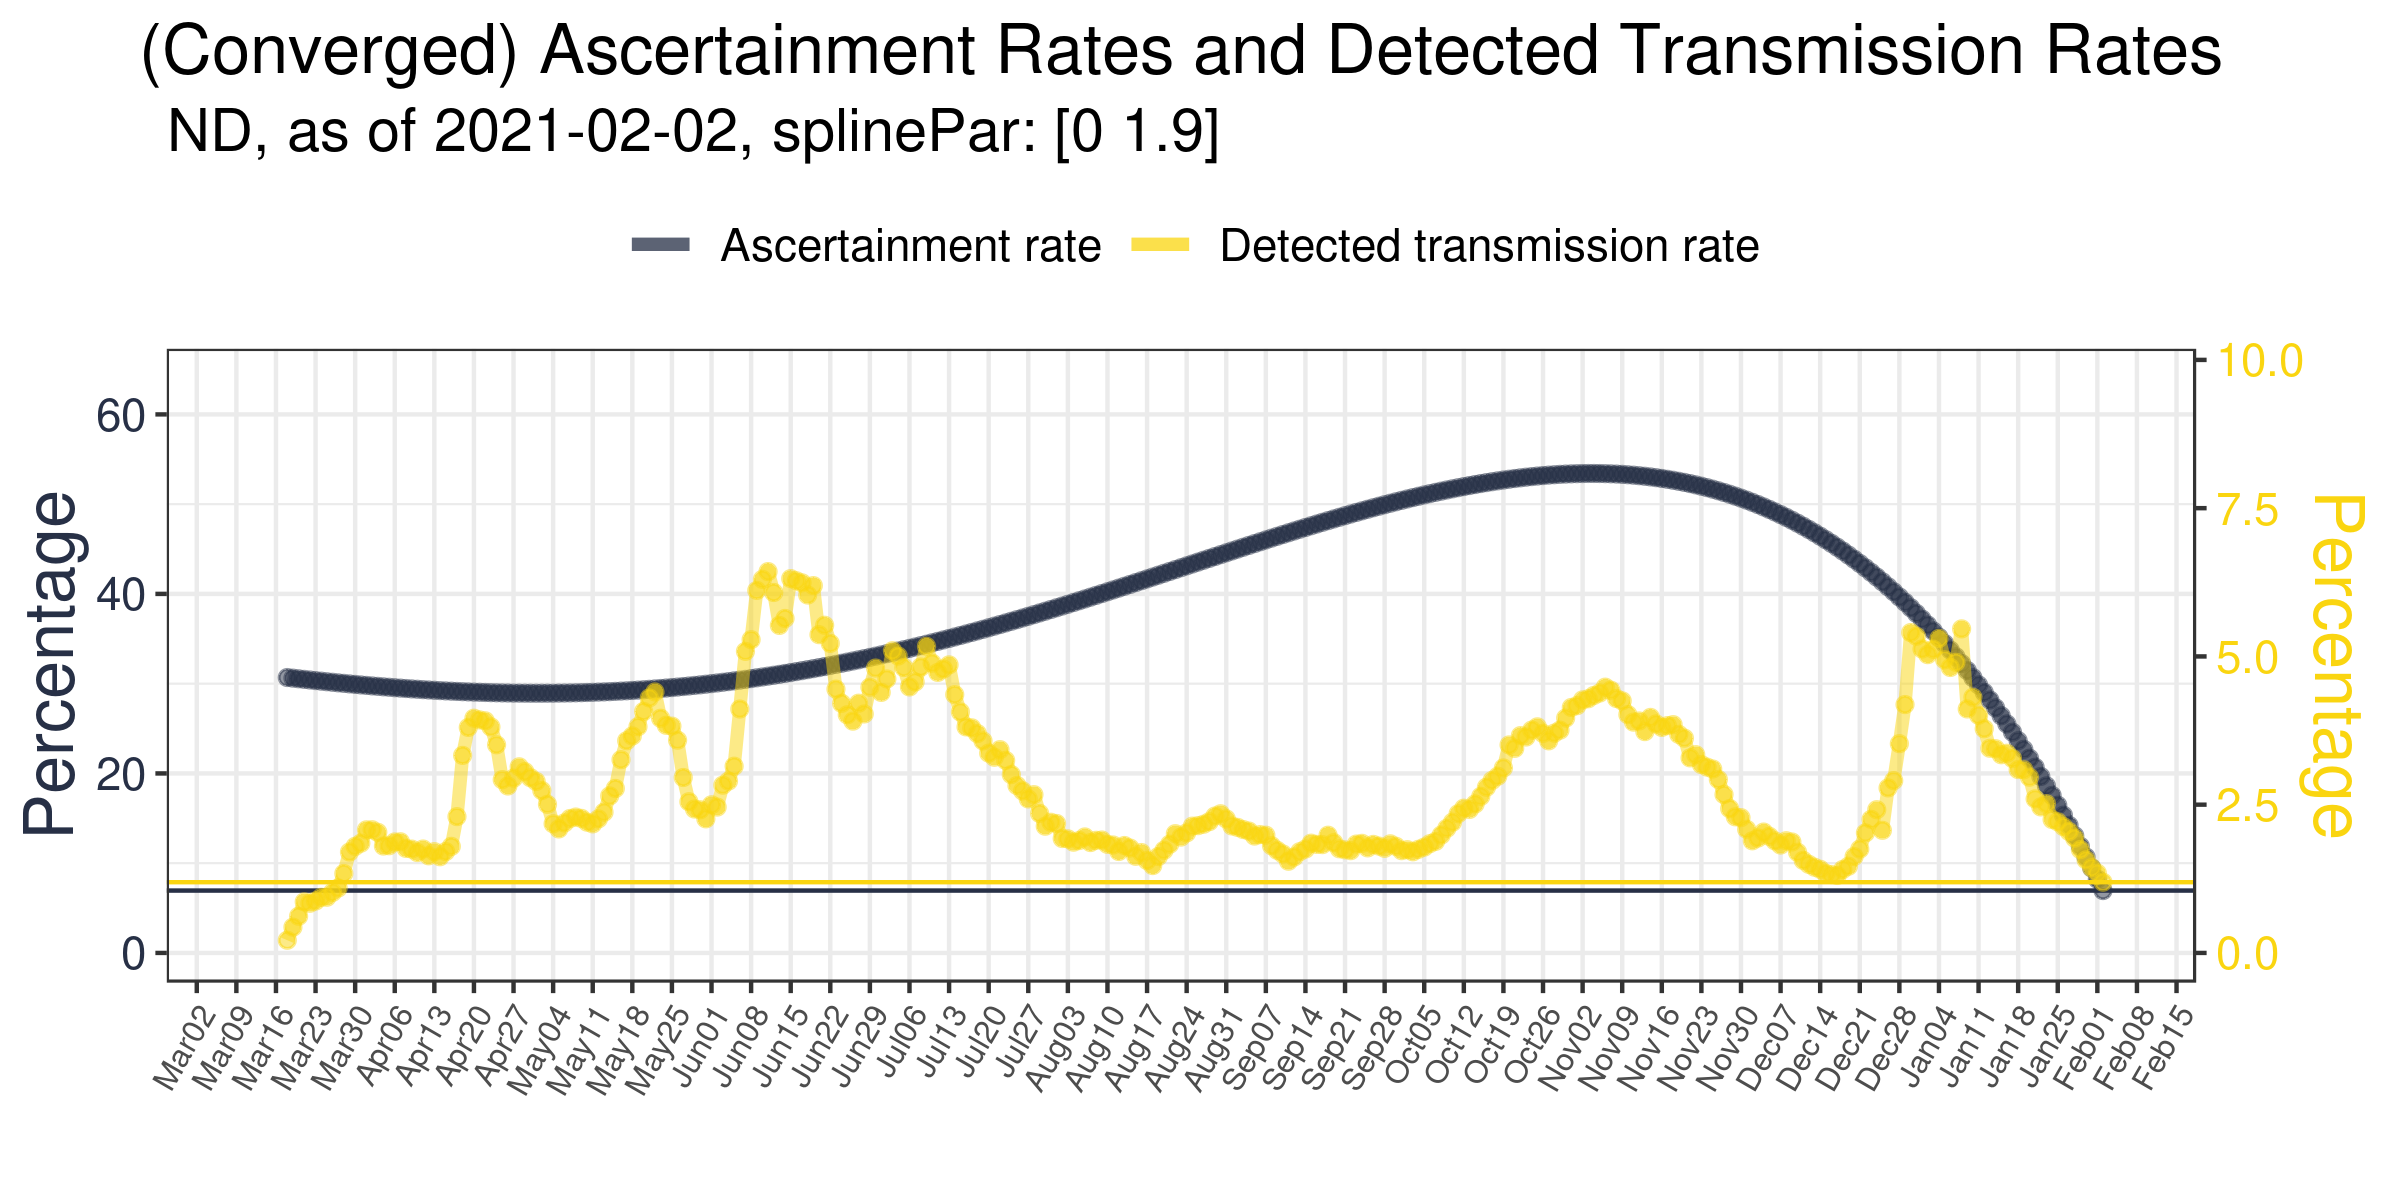 (Converged) Ascertainment Rates and Detected Transmission Rates
ND, as of 2021-02-02, splinePar: [0 1.9]
Ascertainment rate
Detected transmission rate
Percentage
60
40
20
0
10.0
7.5
5.0
2.5
0.0
Percentage
Mar02
Mar09
Mar16
Mar23
Mar30
Apr06
Apr13
Apr20
Apr27
May04
May11
May18
May25
Jun01
Jun08
Jun15
Jun22
Jun29
Jul06
Jul13
Jul20
Jul27
Aug03
Aug10
Aug17
Aug24
Aug31
Sep07
Sep14
Sep21
Sep28
Oct05
Oct12
Oct19
Oct26
Nov02
Nov09
Nov16
Nov23
Nov30
Dec07
Dec14
Dec21
Dec28
Jan04
Jan11
Jan18
Jan25
Feb01
Feb08
Feb15